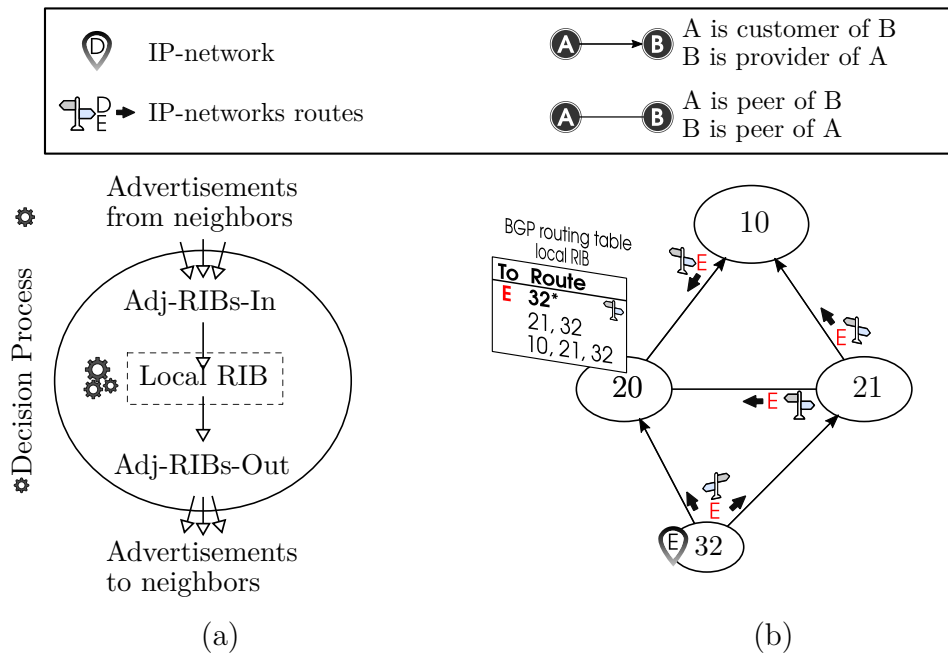 D
IP-network
D
E
IP-networks routes
A
B
A is customer of B
B is provider of A
A
B
A is peer of B
B is peer of A
Decision Process
Advertisements
from neighbors
Adj-RIBs-In
Local RIB
Adj-RIBs-Out
Advertisements
to neighbors
(a)
BGP routing table
local RIB
To Route
E 32*
21, 32
10, 21, 32
10
E
E
20
21
E
E
E
32
(b)